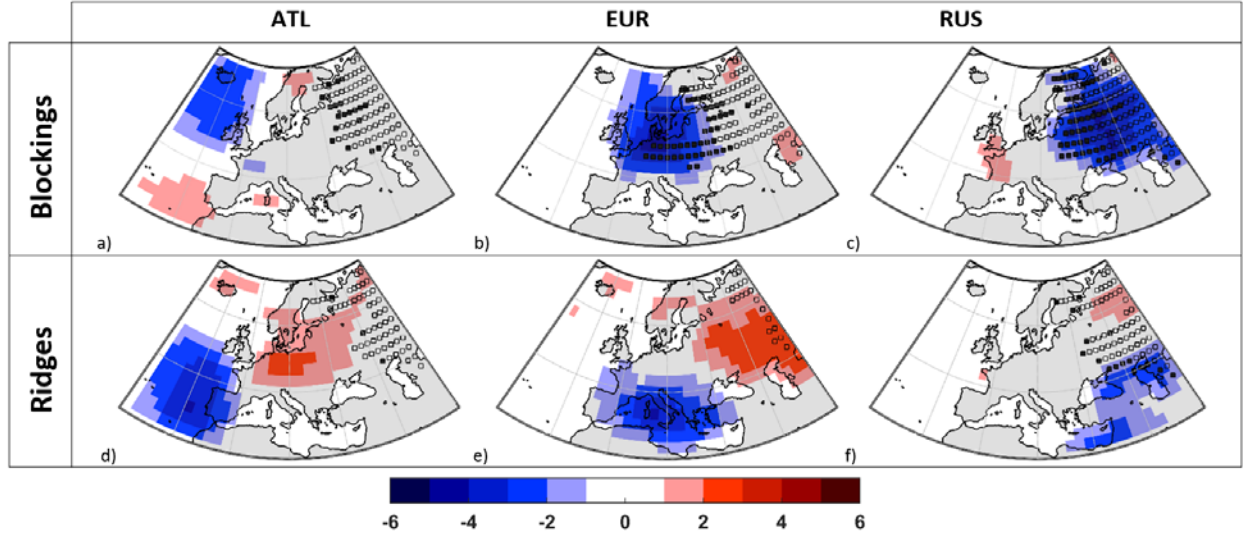 ATL EUR RUS
Blockings
a) b) c)
Ridges
d) e) f)
-6 -4 -2 0 2 4 6